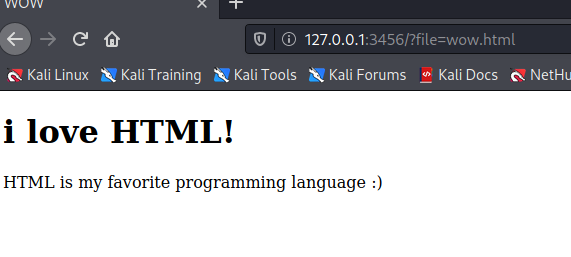 WOW
127.0.0.1:3456/?file=wow.html
Kali Linux Kali Training Kali Tools Kali Forums Kali Docs NetHu
i love HTML!
HTML is my favorite programming language :)